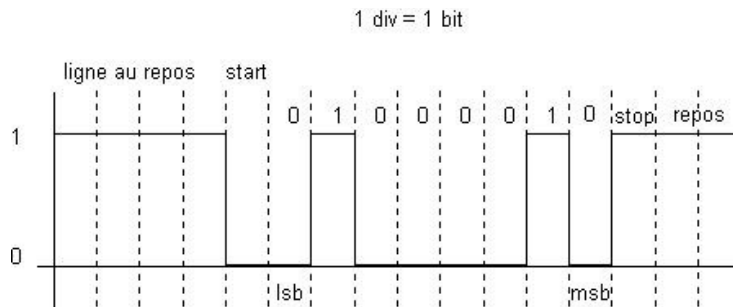 1 div = 1 bit
ligne au repos start
0 1 0 0 0 0 1 0 stop repos
1
0
lsb msb